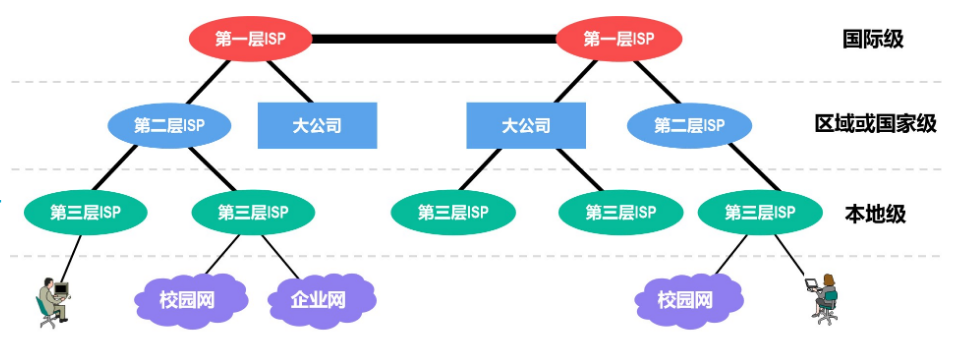 第一层ISP
第一层ISP
国际级
第二层ISP
大公司
大公司
第二层ISP
区域或国家级
第三层ISP
第三层ISP
第三层ISP
第三层ISP
第三层ISP
本地级
校园网
企业网
校园网